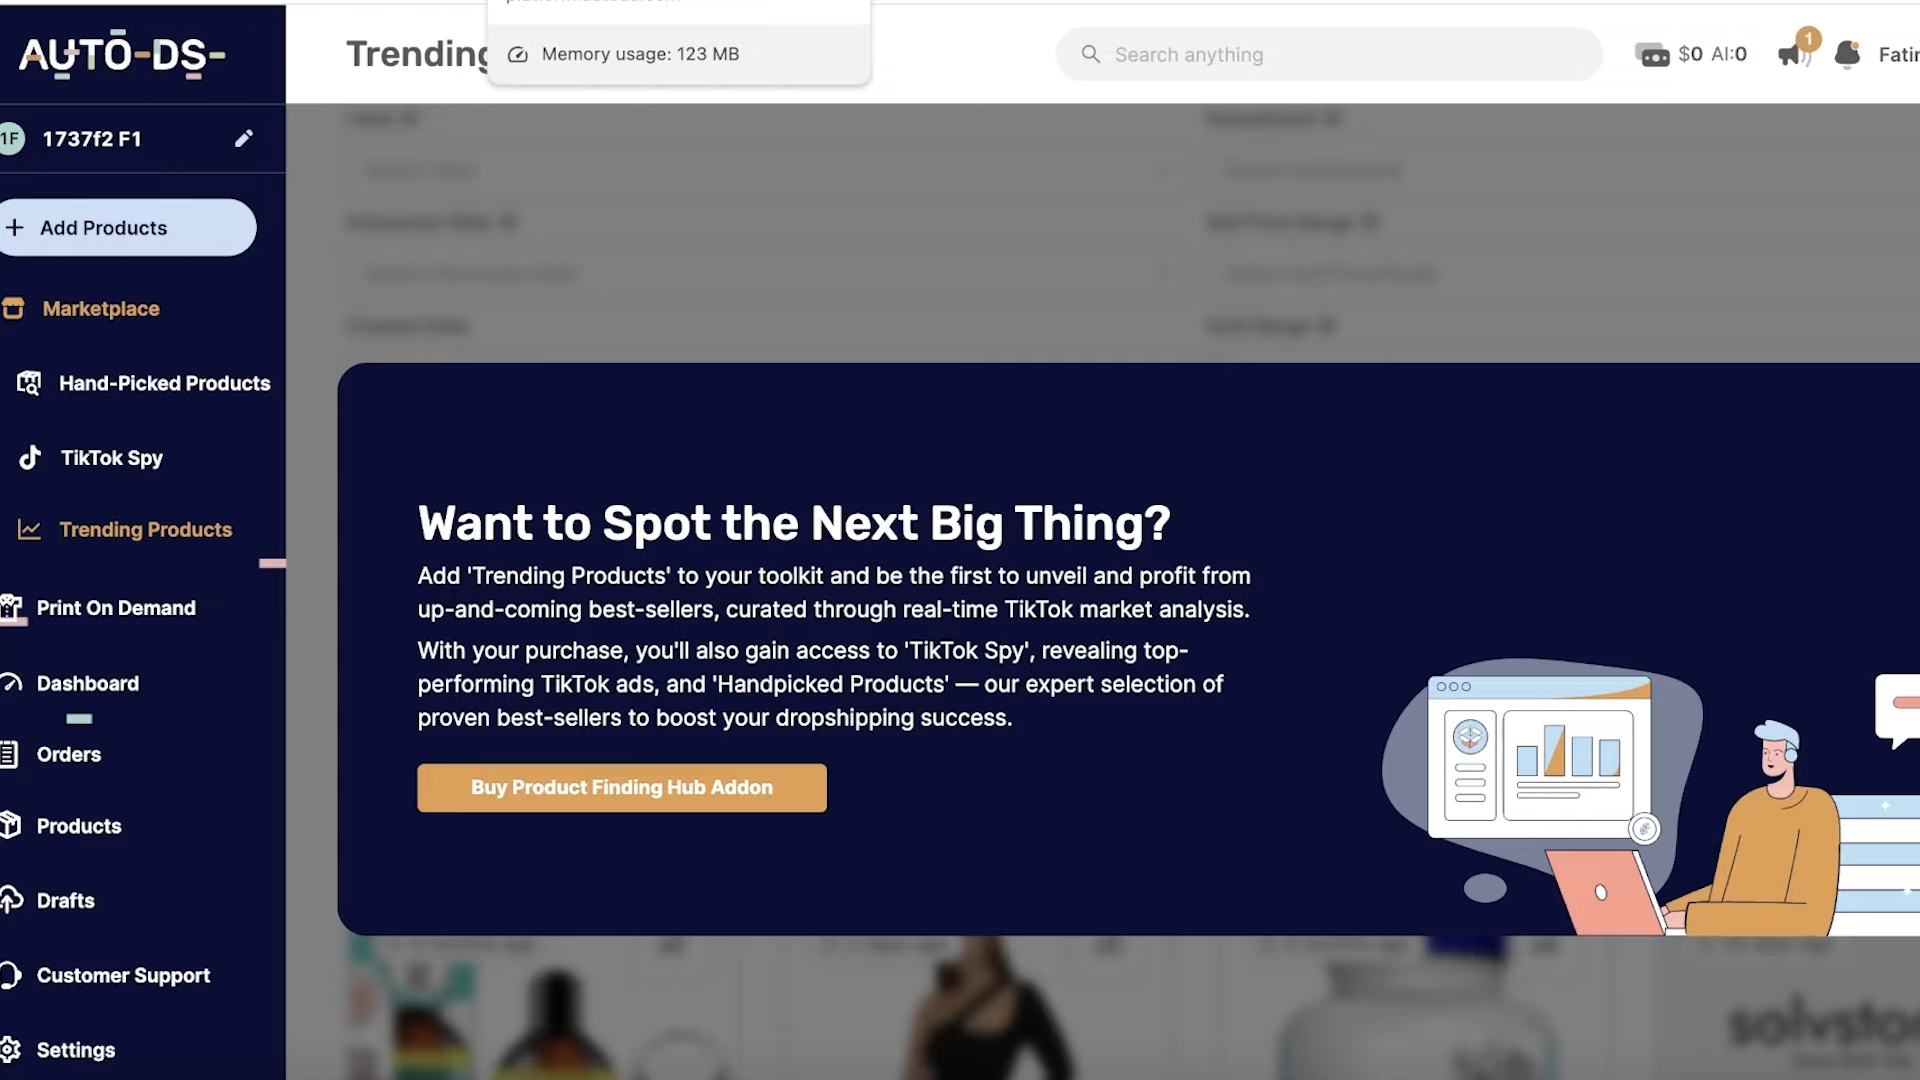 Memory usage: 123 MB
AUTO-DS
Trending
Search anything
$0 AI:0
1
1F
1737f2 F1
Add Products
Marketplace
Hand-Picked Products
TikTok Spy
Trending Products
Print On Demand
Dashboard
Orders
Products
Drafts
Customer Support
Settings
Want to Spot the Next Big Thing?
Add 'Trending Products' to your toolkit and be the first to unveil and profit from
up-and-coming best-sellers, curated through real-time TikTok market analysis.
With your purchase, you'll also gain access to 'TikTok Spy', revealing top-
performing TikTok ads, and 'Handpicked Products' — our expert selection of
proven best-sellers to boost your dropshipping success.
Buy Product Finding Hub Addon